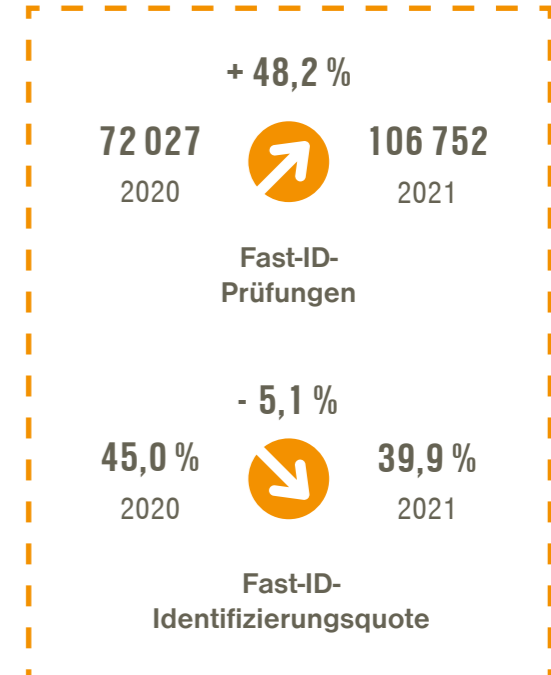 + 48,2 %
72 027
106 752
2020
2021
Fast-ID-
Prüfungen
- 5,1 %
45,0 %
39,9 %
2020
2021
Fast-ID-
Identifizierungsquote